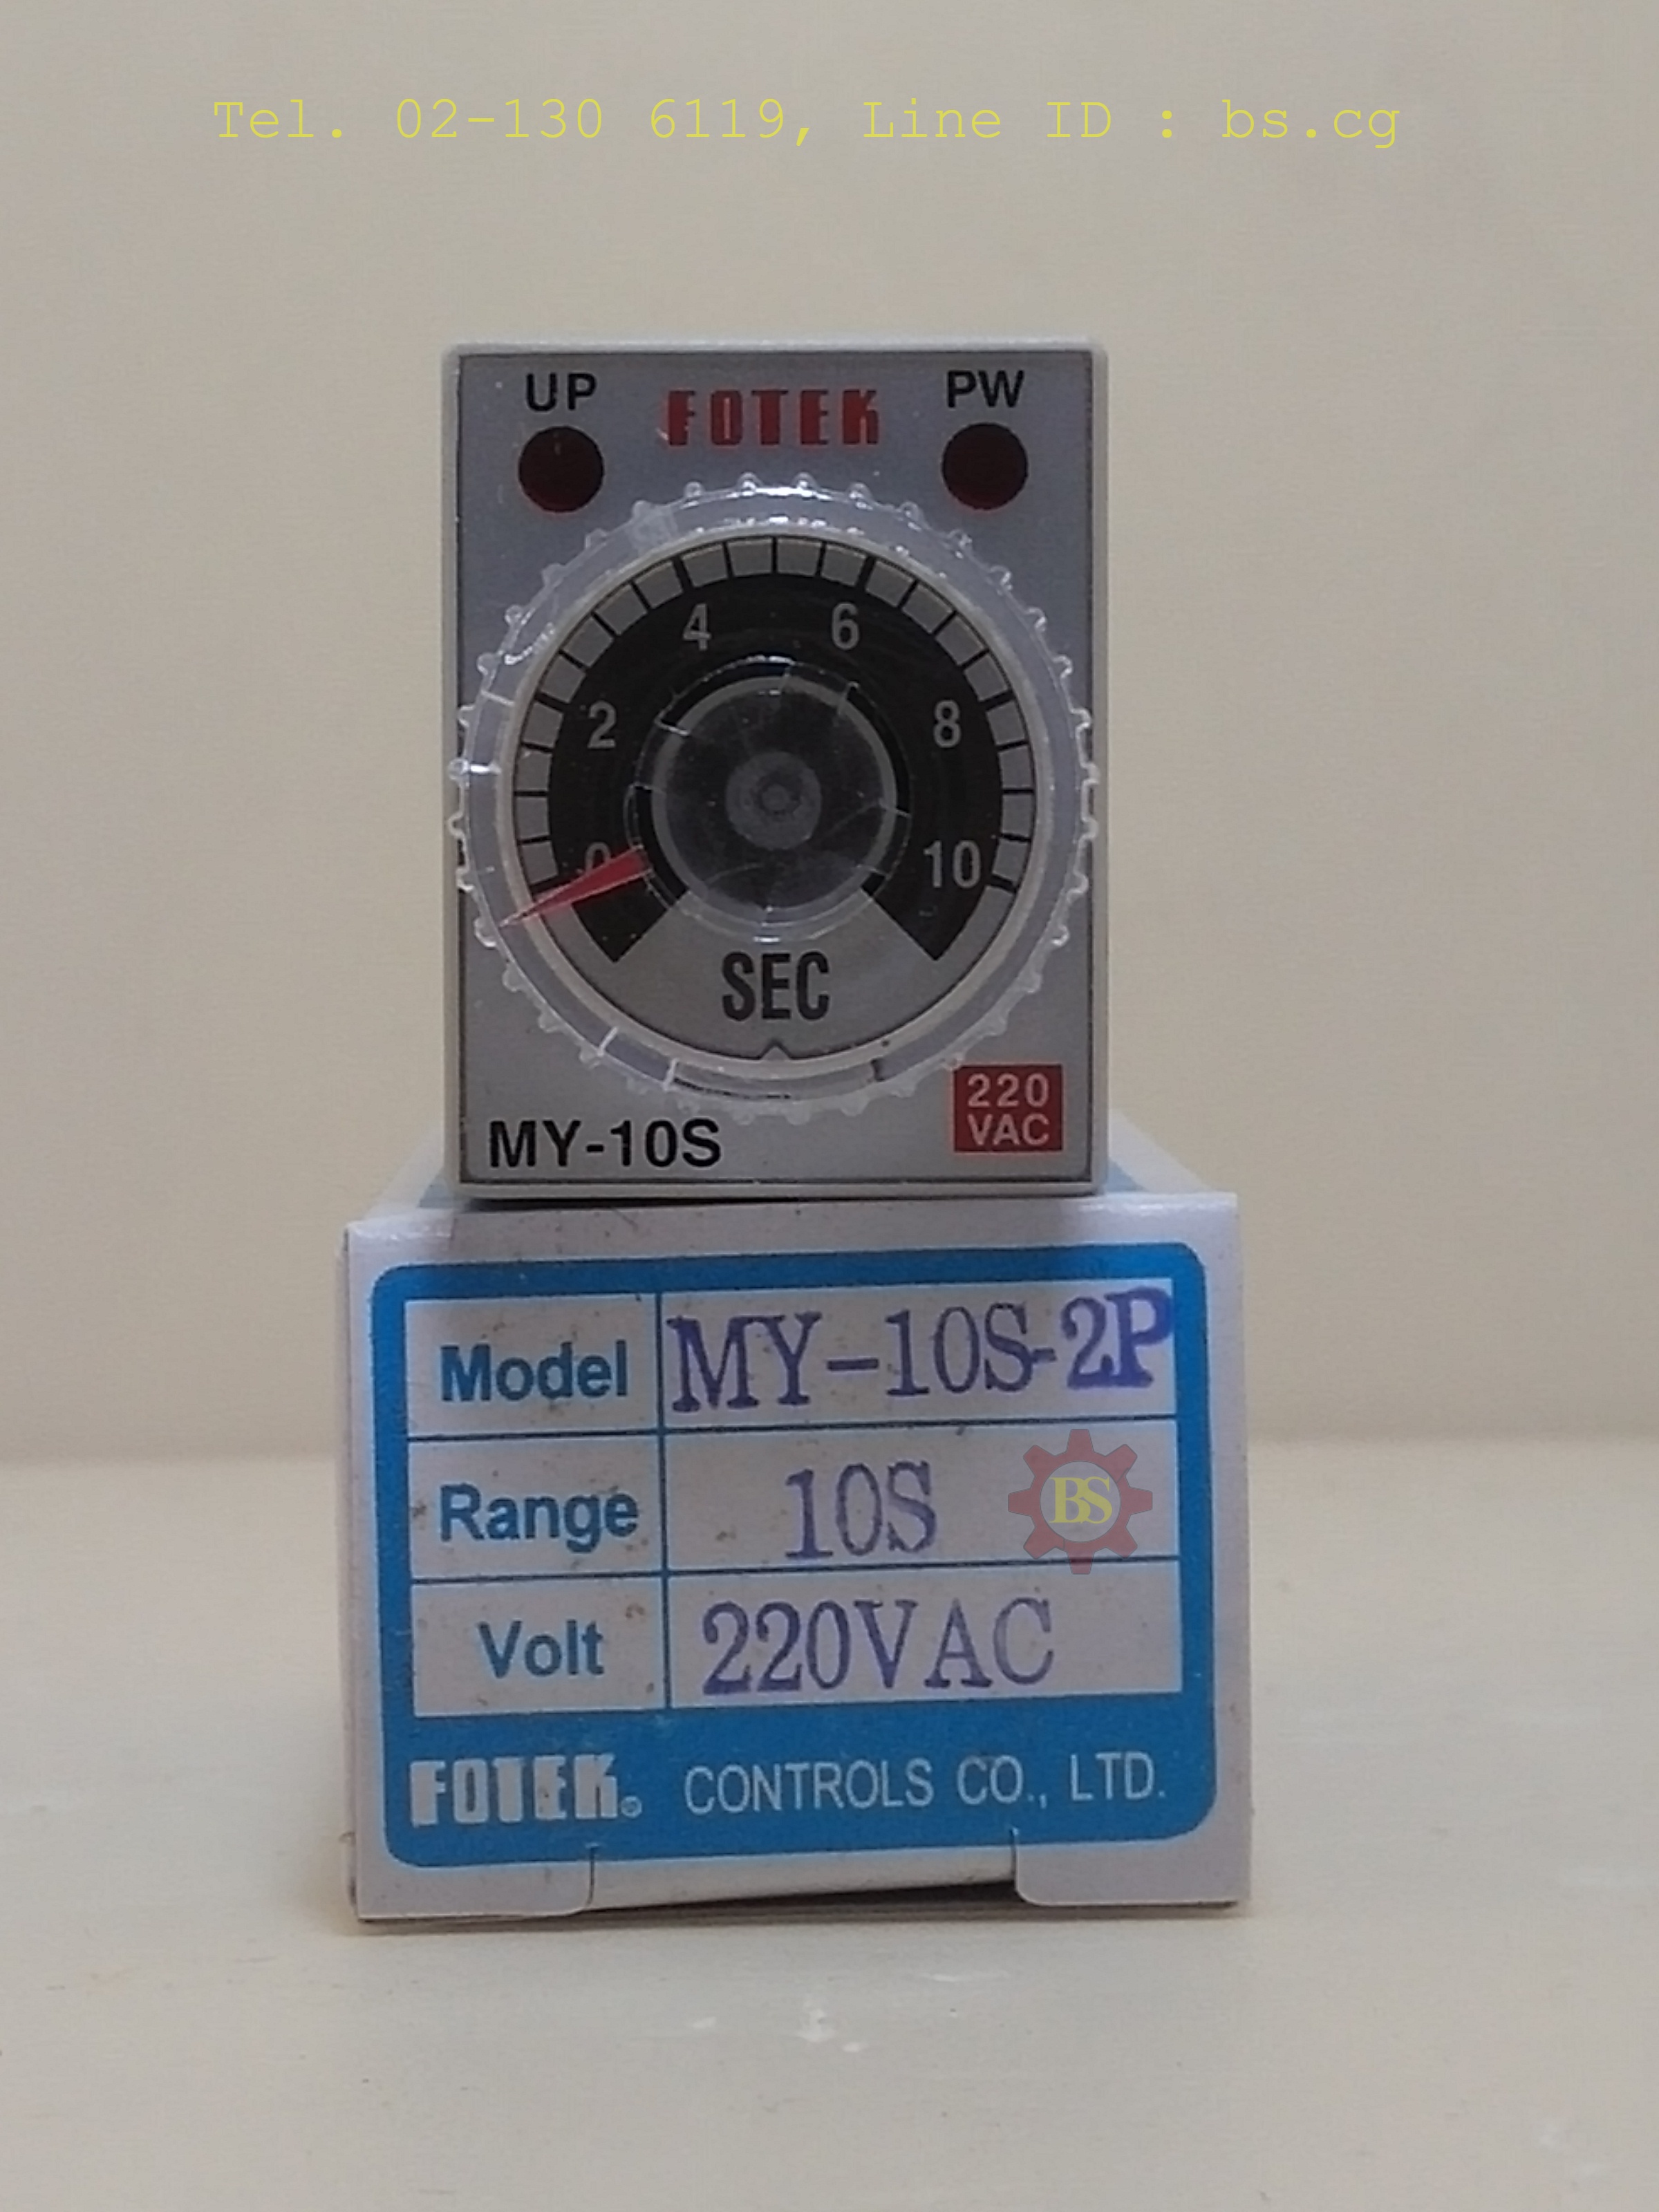 Tel. 02-130 6119, Line ID : bs.cg
UP FOTEK PW
4 6
2 8
0 10
SEC
220
VAC
MY-10S
Model MY-10S-2P
Range 10S
BS
Volt 220VAC
FOTEK® CONTROLS CO., LTD.